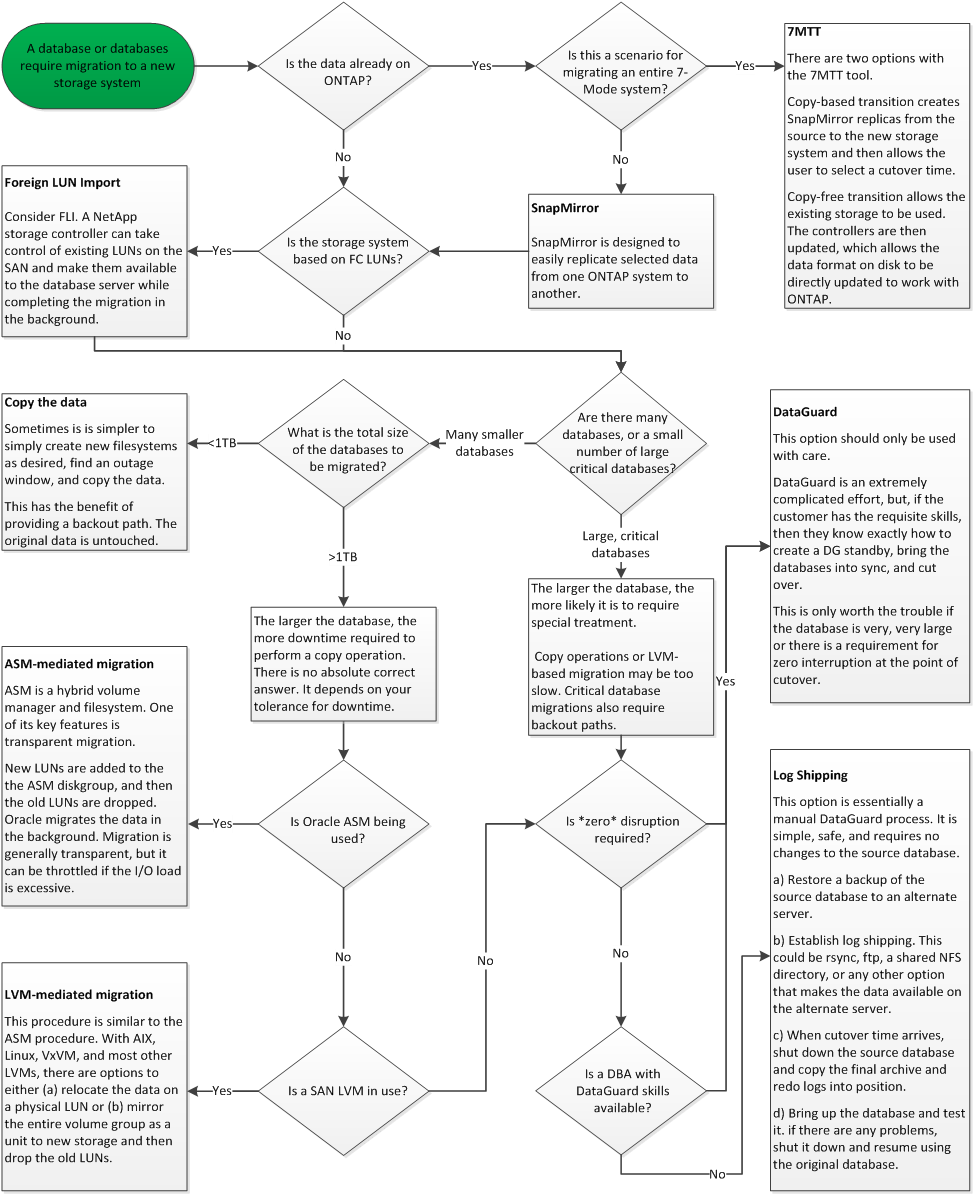 A database or databases
require migration to a new
storage system
Is the data already on
ONTAP?
Yes
Is this a scenario for
migrating an entire 7-
Mode system?
Yes
7MTT
There are two options with
the 7MTT tool.
Copy-based transition creates
SnapMirror replicas from the
source to the new storage
system and then allows the
user to select a cutover time.
Copy-free transition allows the
existing storage to be used.
The controllers are then
updated, which allows the
data format on disk to be
directly updated to work with
ONTAP.
No
No
Foreign LUN Import
Consider FLI. A NetApp
storage controller can take
control of existing LUNs on the
SAN and make them available
to the database server while
completing the migration in
the background.
Yes
Is the storage system
based on FC LUNs?
SnapMirror
SnapMirror is designed to
easily replicate selected data
from one ONTAP system to
another.
No
Copy the data
Sometimes is is simpler to
simply create new filesystems
as desired, find an outage
window, and copy the data.
This has the benefit of
providing a backout path. The
original data is untouched.
<1TB
What is the total size
of the databases to
be migrated?
Many smaller
databases
Are there many
databases, or a small
number of large
critical databases?
DataGuard
This option should only be used
with care.
DataGuard is an extremely
complicated effort, but, if the
customer has the requisite skills,
then they know exactly how to
create a DG standby, bring the
databases into sync, and cut
over.
This is only worth the trouble if
the database is very, very large
or there is a requirement for
zero interruption at the point of
cutover.
>1TB
Large, critical
databases
The larger the database, the
more downtime required to
perform a copy operation.
There is no absolute correct
answer. It depends on your
tolerance for downtime.
The larger the database, the
more likely it is to require
special treatment.
Copy operations or LVM-
based migration may be too
slow. Critical database
migrations also require
backout paths.
Yes
ASM-mediated migration
ASM is a hybrid volume
manager and filesystem. One
of its key features is
transparent migration.
New LUNs are added to the
the ASM diskgroup, and then
the old LUNs are dropped.
Oracle migrates the data in
the background. Migration is
generally transparent, but it
can be throttled if the I/O load
is excessive.
Yes
Is Oracle ASM being
used?
Is *zero* disruption
required?
Log Shipping
This option is essentially a
manual DataGuard process. It is
simple, safe, and requires no
changes to the source database.
a) Restore a backup of the
source database to an alternate
server.
b) Establish log shipping. This
could be rsync, ftp, a shared NFS
directory, or any other option
that makes the data available on
the alternate server.
c) When cutover time arrives,
shut down the source database
and copy the final archive and
redo logs into position.
d) Bring up the database and test
it. if there are any problems,
shut it down and resume using
the original database.
No
No
No
LVM-mediated migration
This procedure is similar to the
ASM procedure. With AIX,
Linux, VxVM, and most other
LVMs, there are options to
either (a) relocate the data on
a physical LUN or (b) mirror
the entire volume group as a
unit to new storage and then
drop the old LUNs.
Yes
Is a SAN LVM in use?
Is a DBA with
DataGuard skills
available?
No